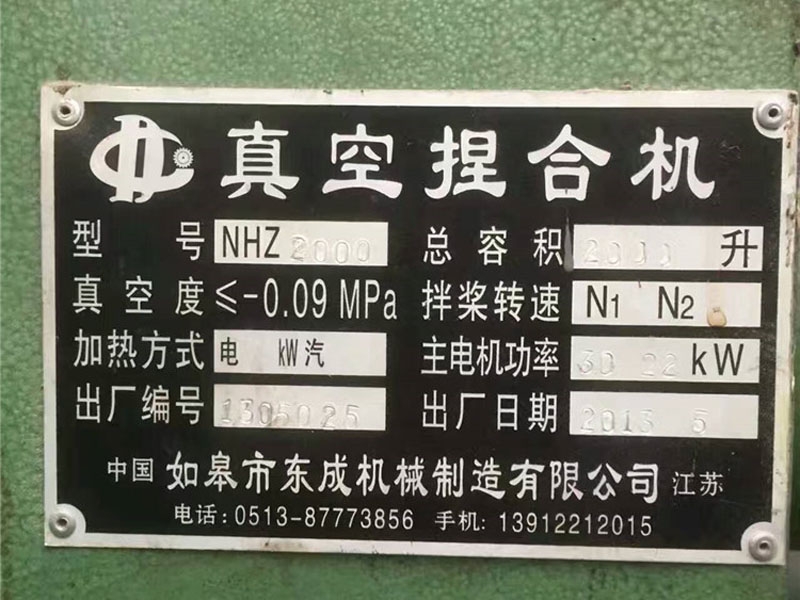 真空捏合机
型号 NHZ 2000 总容积 2000 升
真空度 ≤-0.09 MPa 拌桨转速 N1 N2
加热方式 电 kW汽 主电机功率 30 22 kW
出厂编号 1305025 出厂日期 2013 5
中国 如皋市东成机械制造有限公司 江苏
电话:0513-87773856 手机:13912212015